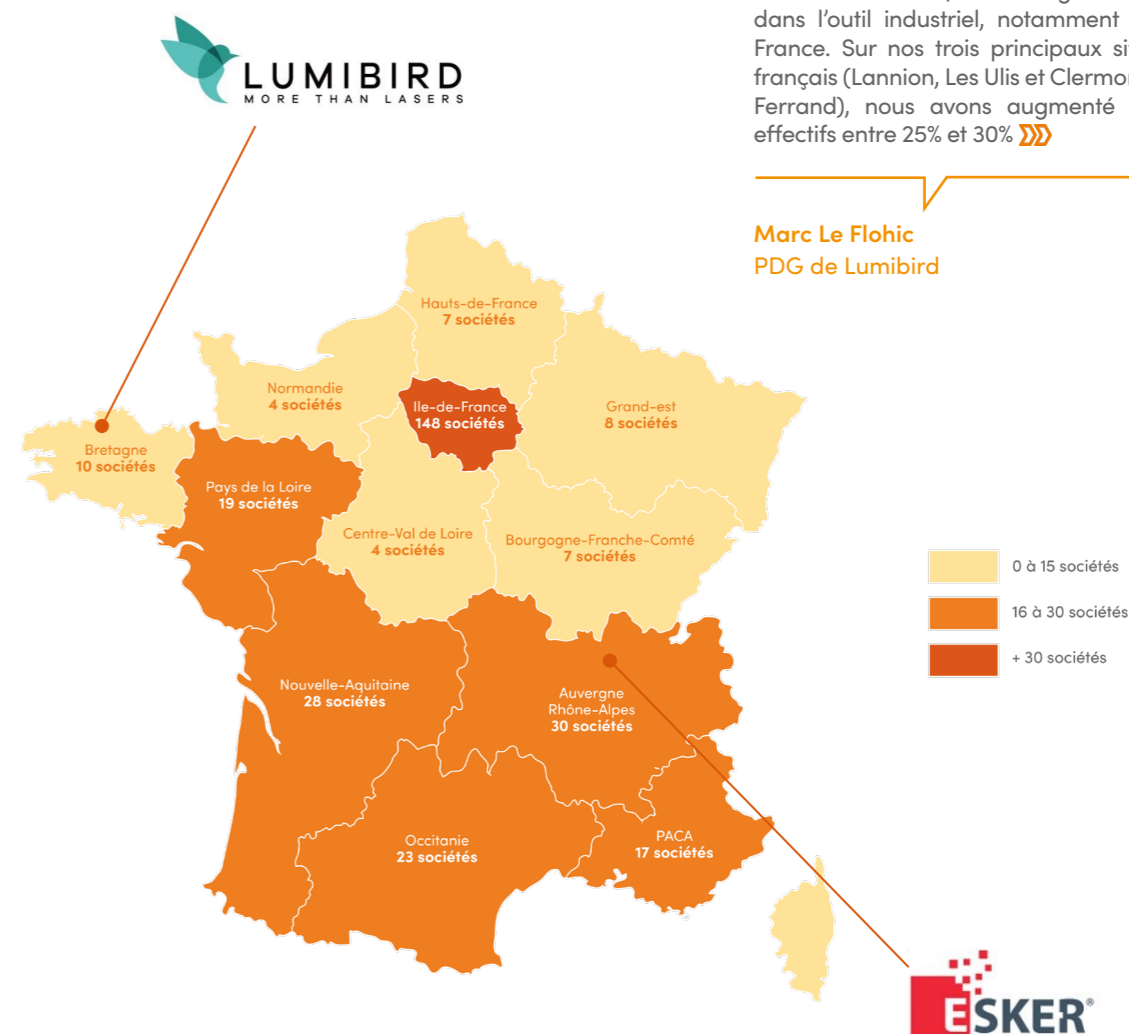 dans l’outil industriel, notamment
France. Sur nos trois principaux
français (Lannion, Les Ulis et
Ferrand), nous avons augmenté
effectifs entre 25% et 30%
Marc Le Flohic
PDG de Lumibird
LUMIBIRD
MORE THAN LASERS
Hauts-de-France
7 sociétés
Normandie
4 sociétés
Ile-de-France
148 sociétés
Grand-est
8 sociétés
Bretagne
10 sociétés
Pays de la Loire
19 sociétés
Centre-Val de Loire
4 sociétés
Bourgogne-Franche-Comté
7 sociétés
0 à 15 sociétés
16 à 30 sociétés
+ 30 sociétés
Nouvelle-Aquitaine
28 sociétés
Auvergne
Rhône-Alpes
30 sociétés
Occitanie
23 sociétés
PACA
17 sociétés
ESKER®